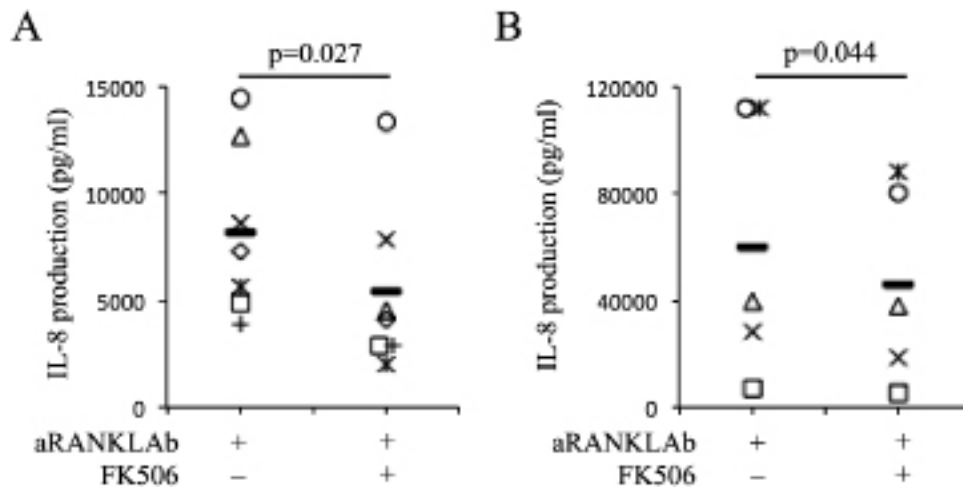 A
p=0.027
IL-8 production (pg/ml)
15000
10000
5000
0
aRANKLAb + +
FK506 – +
B
p=0.044
IL-8 production (pg/ml)
120000
80000
40000
0
aRANKLAb + +
FK506 – +